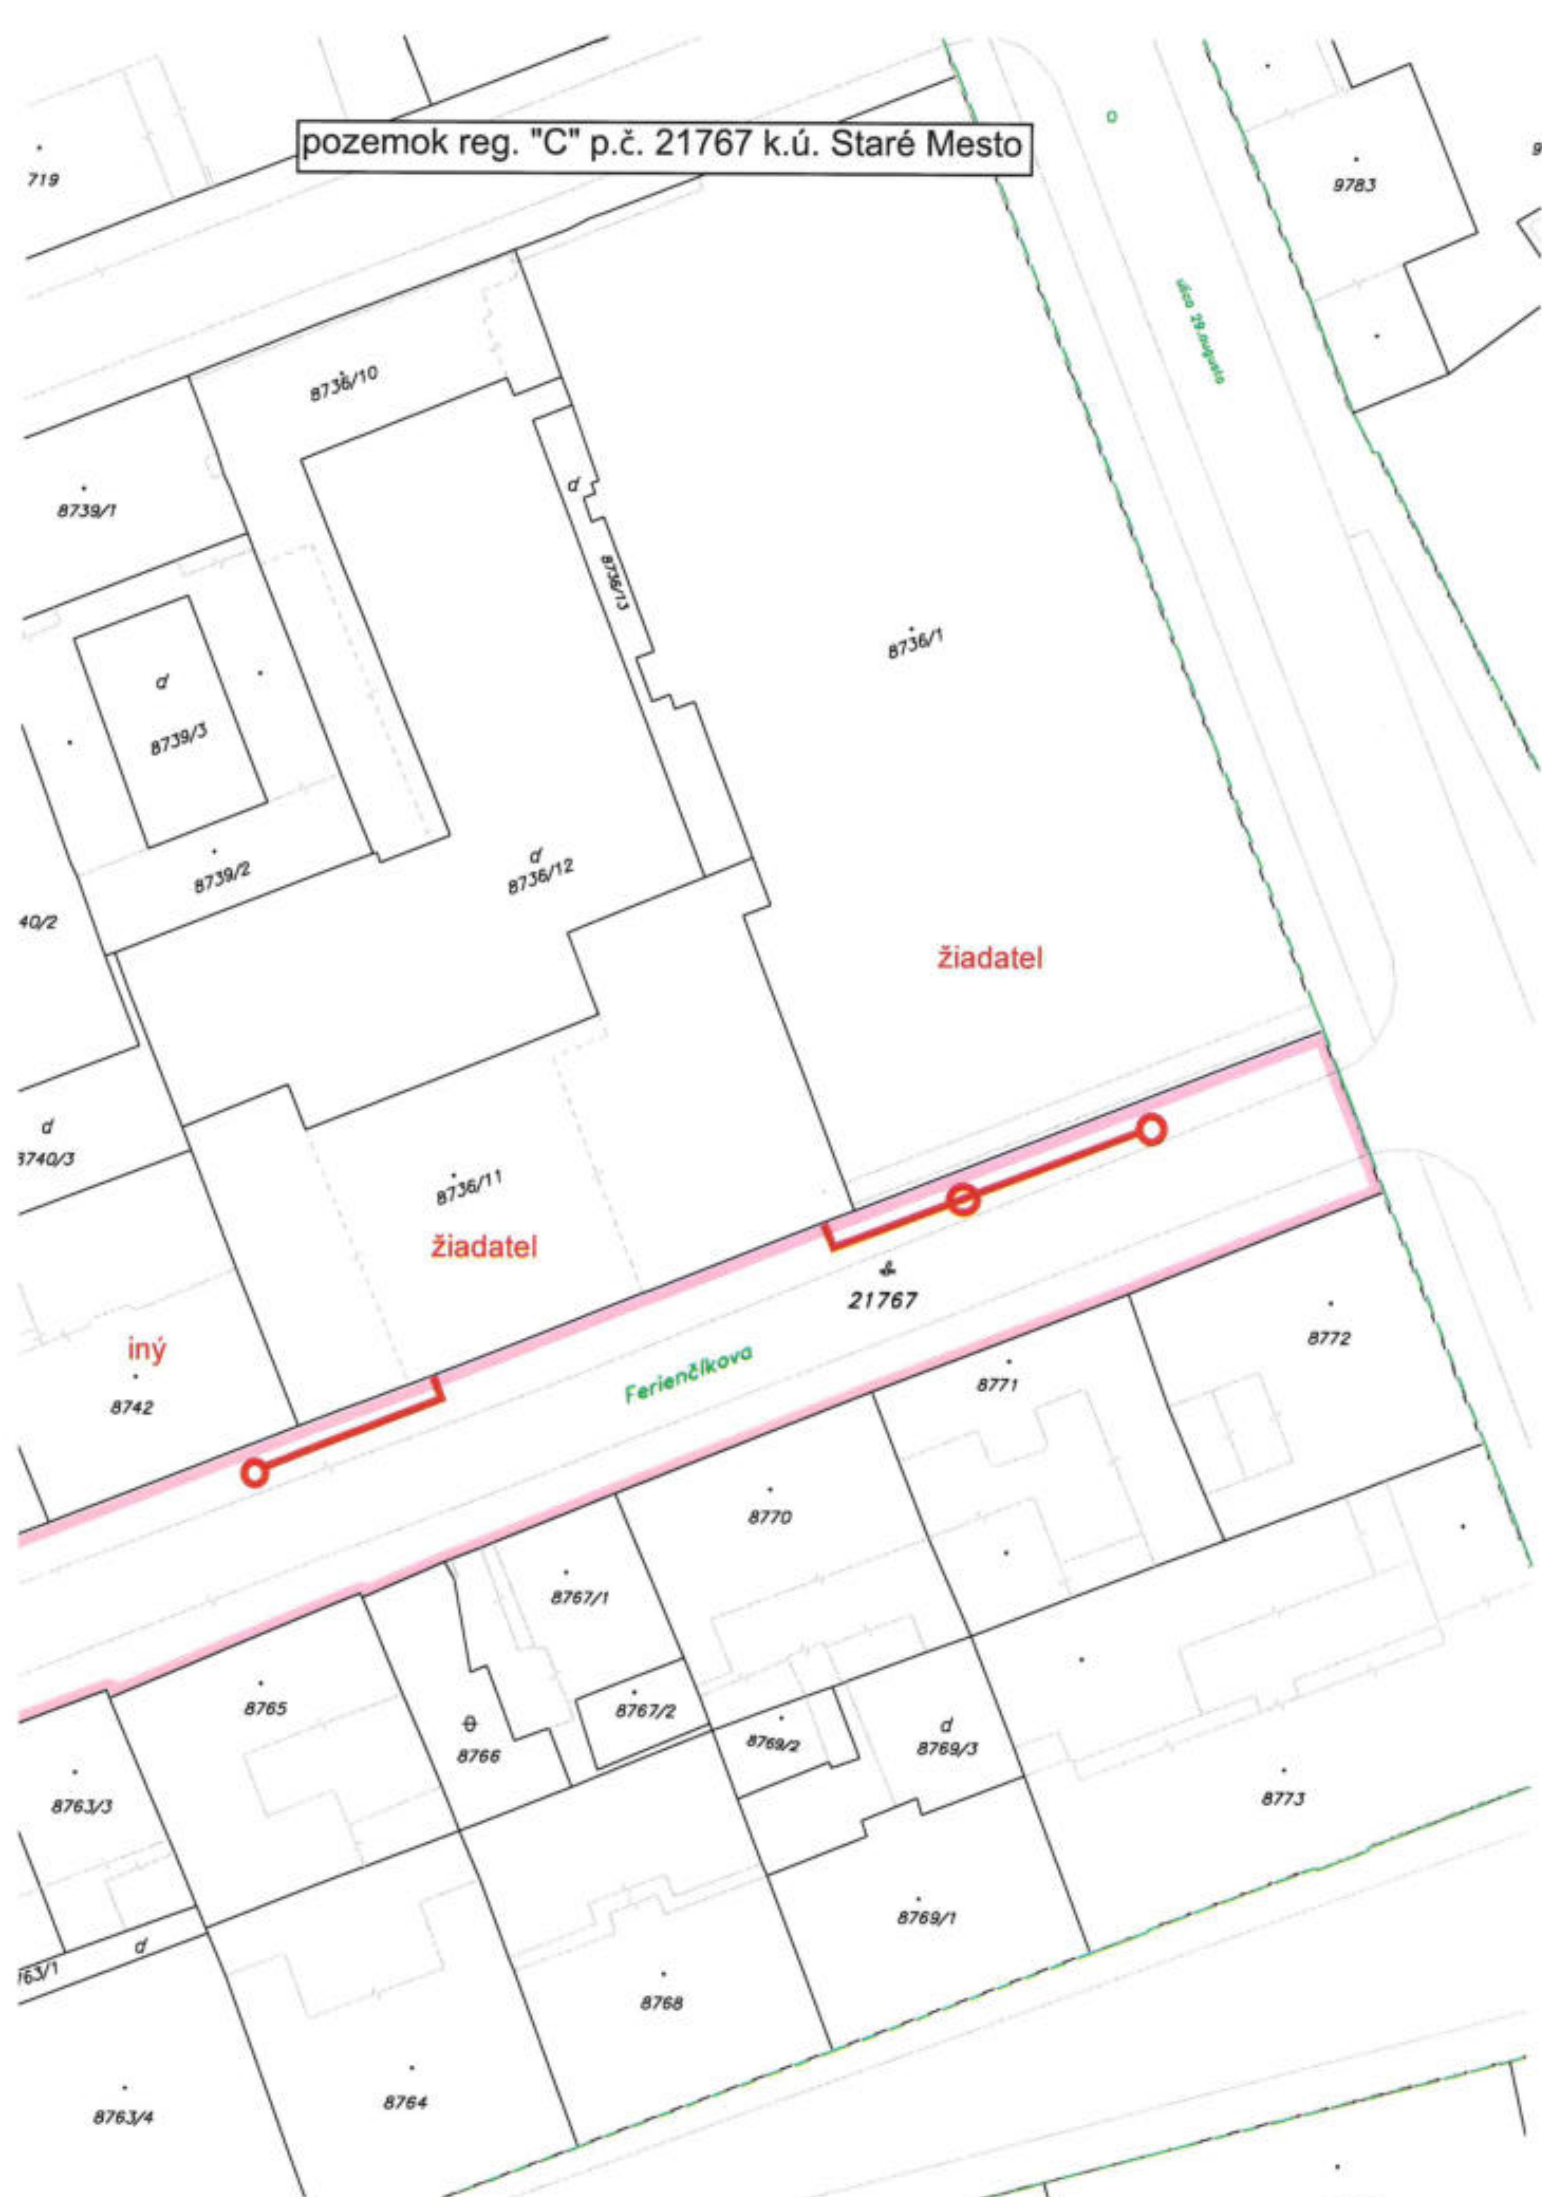 pozemok reg. "C" p.č. 21767 k.ú. Staré Mesto
719
9783
ulica 29.augusta
8736/10
8739/1
ď
8736/13
8736/1
ď
8739/3
8739/2
ď
8736/12
40/2
žiadatel
ď
8740/3
8736/11
žiadatel
21767
iný
8742
Ferienčíkova
8772
8771
8770
8767/1
8765
8767/2
8766
8769/2
ď
8769/3
8763/3
8773
8769/1
ď
63/1
8768
8764
8763/4